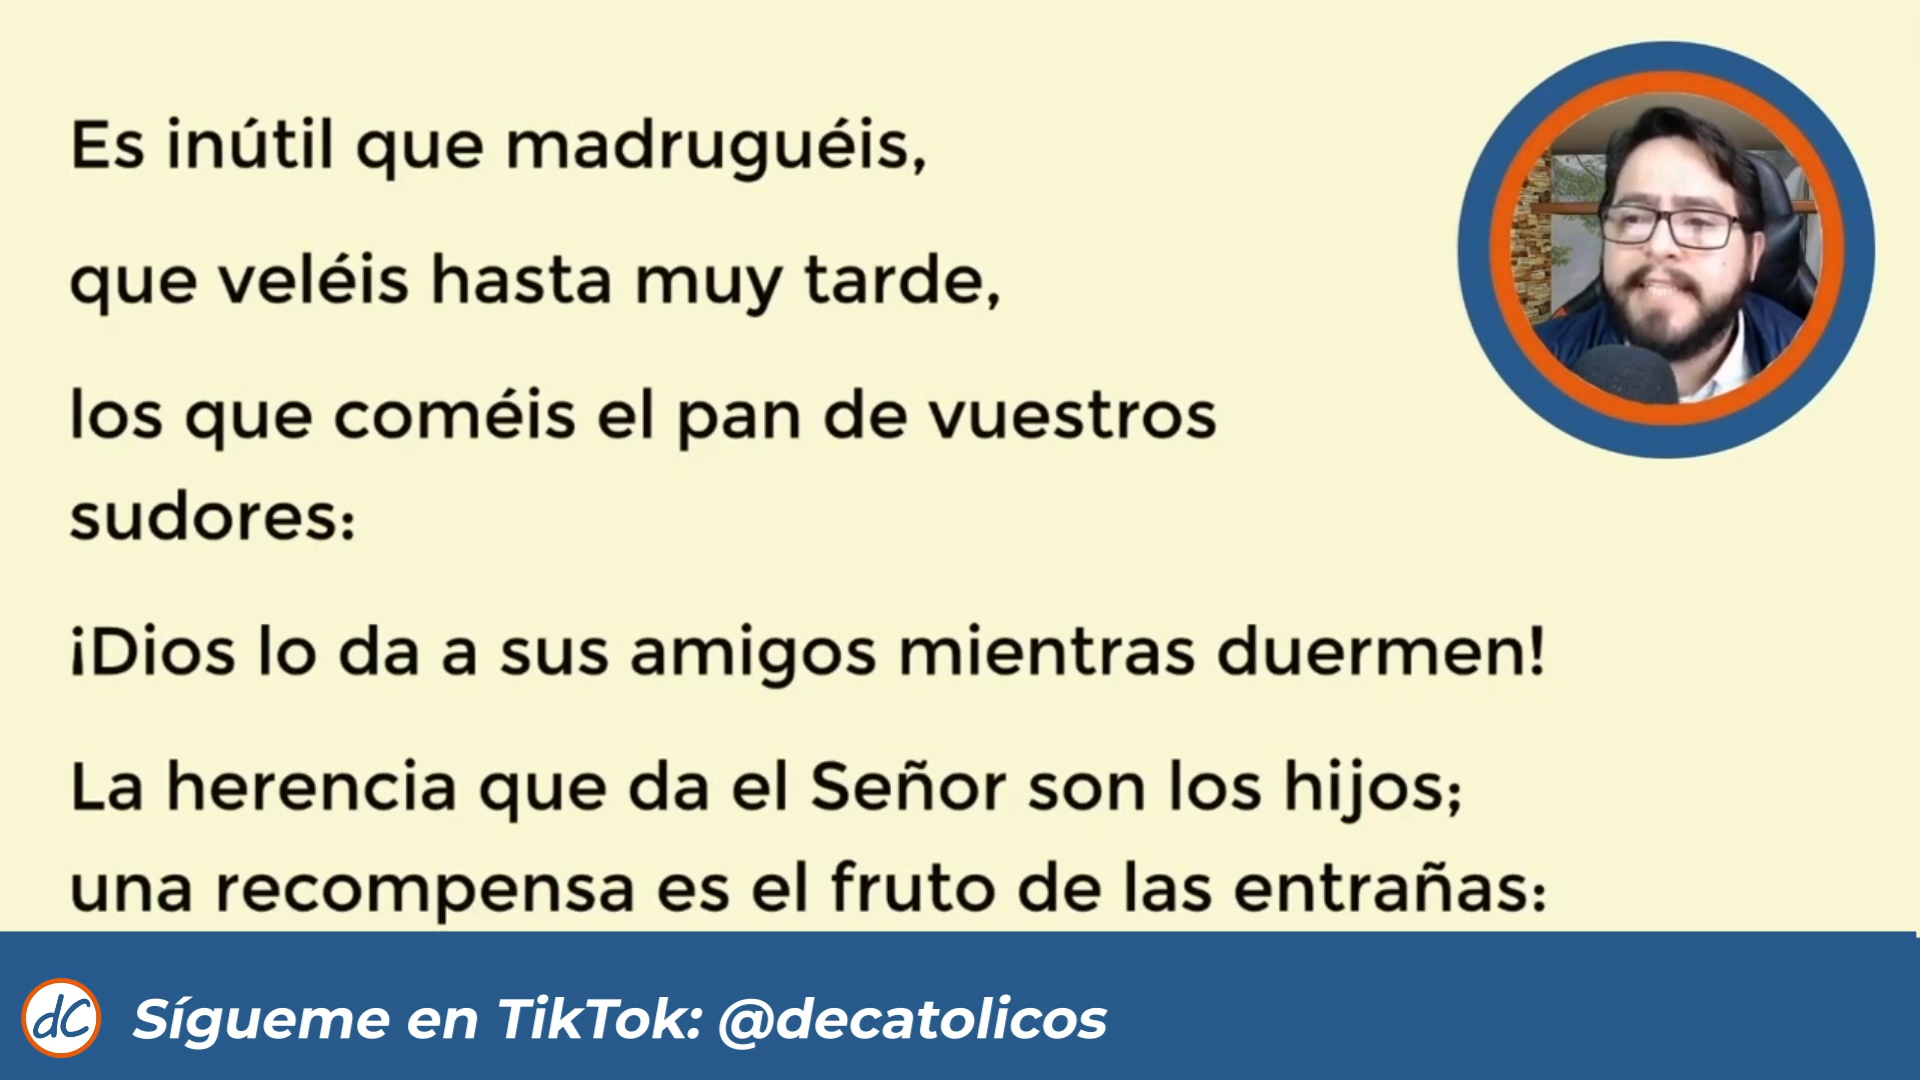 Es inútil que madruguéis,
que veléis hasta muy tarde,
los que coméis el pan de vuestros
sudores:
¡Dios lo da a sus amigos mientras duermen!
La herencia que da el Señor son los hijos;
una recompensa es el fruto de las entrañas:
dC
Sígueme en TikTok: @decatolicos